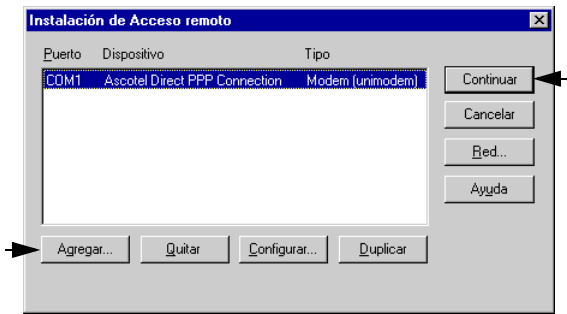 Instalación de Acceso remoto
Puerto Dispositivo Tipo
COM1 Ascotel Direct PPP Connection Modem (unimodem)
Continuar
Cancelar
Red...
Ayuda
Agregar... Quitar Configurar... Duplicar